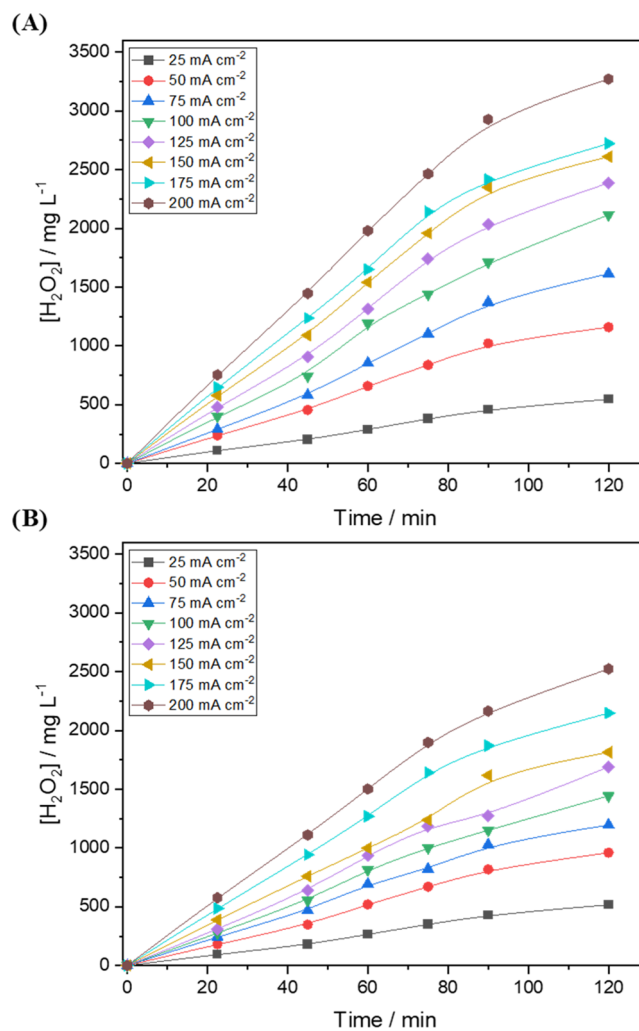 (A)
3500
3000
2500
2000
1500
1000
500
0
[H₂O₂] / mg L⁻¹
25 mA cm⁻²
50 mA cm⁻²
75 mA cm⁻²
100 mA cm⁻²
125 mA cm⁻²
150 mA cm⁻²
175 mA cm⁻²
200 mA cm⁻²
0 20 40 60 80 100 120
Time / min
(B)
3500
3000
2500
2000
1500
1000
500
0
[H₂O₂] / mg L⁻¹
25 mA cm⁻²
50 mA cm⁻²
75 mA cm⁻²
100 mA cm⁻²
125 mA cm⁻²
150 mA cm⁻²
175 mA cm⁻²
200 mA cm⁻²
0 20 40 60 80 100 120
Time / min